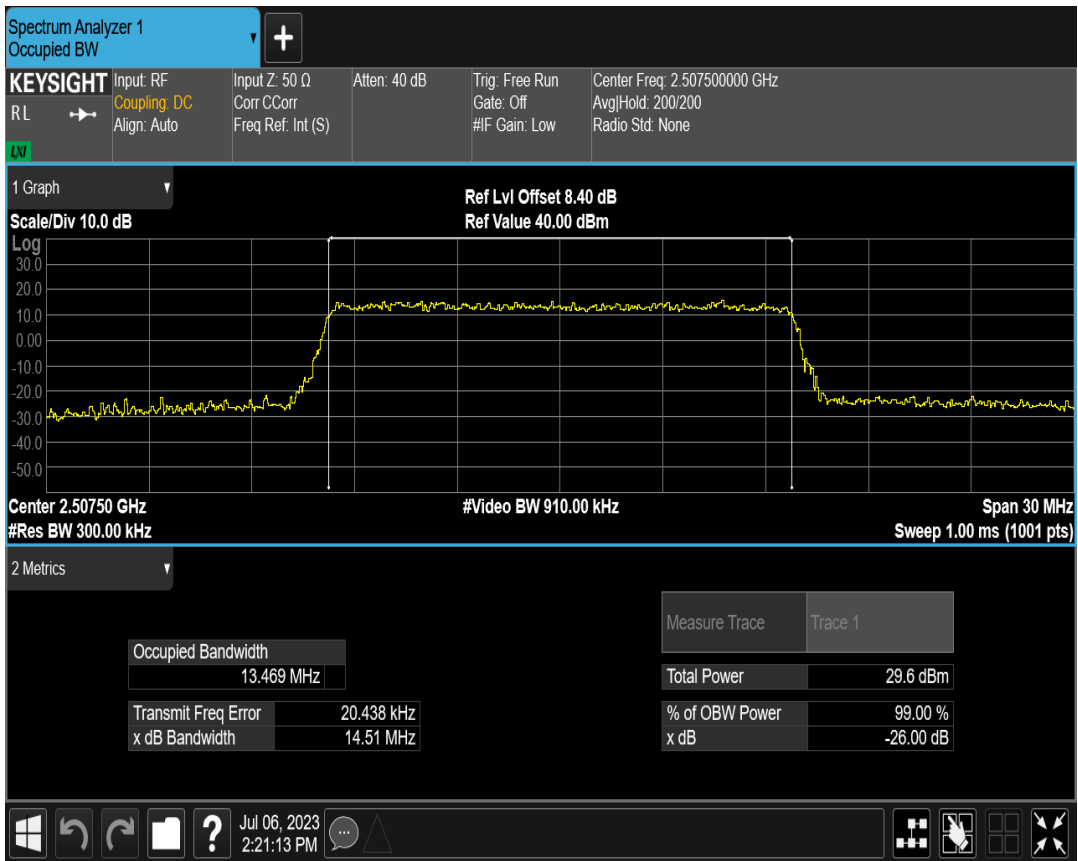 Spectrum Analyzer 1
Occupied BW
KEYSIGHT
RL
LXI
Input: RF
Coupling: DC
Align: Auto
Input Z: 50 Ω
Corr CCorr
Freq Ref: Int (S)
Atten: 40 dB
Trig: Free Run
Gate: Off
#IF Gain: Low
Center Freq: 2.507500000 GHz
Avg|Hold: 200/200
Radio Std: None
1 Graph
Scale/Div 10.0 dB
Ref Lvl Offset 8.40 dB
Ref Value 40.00 dBm
Log
30.0
20.0
10.0
0.00
-10.0
-20.0
-30.0
-40.0
-50.0
Center 2.50750 GHz
#Res BW 300.00 kHz
#Video BW 910.00 kHz
Span 30 MHz
Sweep 1.00 ms (1001 pts)
2 Metrics
Measure Trace Trace 1
Occupied Bandwidth
13.469 MHz
Total Power 29.6 dBm
Transmit Freq Error 20.438 kHz
% of OBW Power 99.00 %
x dB Bandwidth 14.51 MHz
x dB -26.00 dB
?
Jul 06, 2023
2:21:13 PM